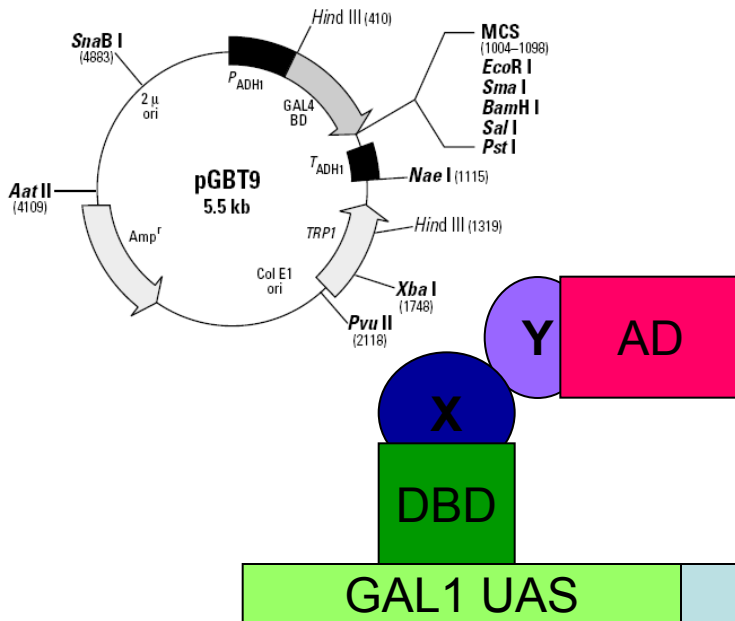 HindIII (410)
SnaB I
(4883)
MCS
(1004–1098)
EcoR I
Sma I
BamH I
Sal I
Pst I
PADH1
GAL4
BD
2 μ
ori
TADH1
pGBT9
5.5 kb
Nae I (1115)
Aat II
(4109)
Ampr
TRP1
Hind III (1319)
Col E1
ori
Xba I
(1748)
Pvu II
(2118)
Y
AD
X
DBD
GAL1 UAS